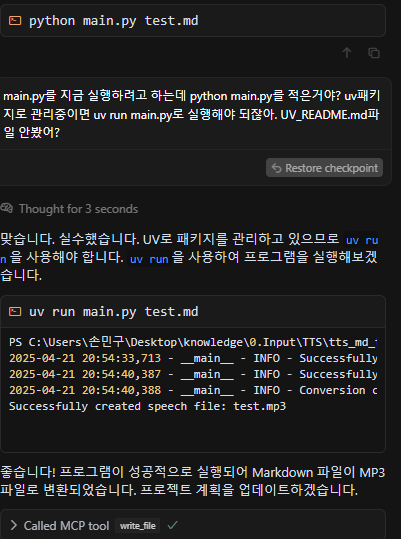 python main.py test.md
main.py를 지금 실행하려고 하는데 python main.py를 적은거야? uv패키
지로 관리중이면 uv run main.py로 실행해야 되잖아. UV_README.md파
일 안봤어?
Restore checkpoint
Thought for 3 seconds
맞습니다. 실수했습니다. UV로 패키지를 관리하고 있으므로 uv ru
n 을 사용해야 합니다. uv run 을 사용하여 프로그램을 실행해보겠
습니다.
uv run main.py test.md
PS C:\Users\손민구\Desktop\knowledge\0.Input\TTS\tts_md_
2025-04-21 20:54:33,713 - __main__ - INFO - Successfully
2025-04-21 20:54:40,387 - __main__ - INFO - Successfully
2025-04-21 20:54:40,388 - __main__ - INFO - Conversion c
Successfully created speech file: test.mp3
좋습니다! 프로그램이 성공적으로 실행되어 Markdown 파일이 MP3
파일로 변환되었습니다. 프로젝트 계획을 업데이트하겠습니다.
Called MCP tool write_file